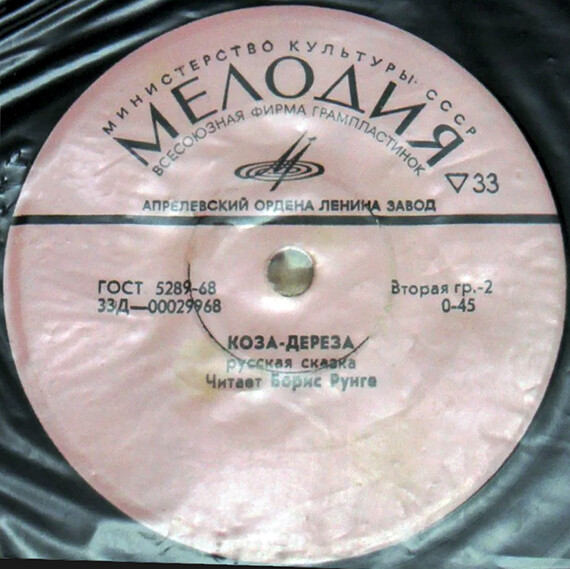 МИНИСТЕРСТВО КУЛЬТУРЫ СССР
МЕЛОДИЯ
ВСЕСОЮЗНАЯ ФИРМА ГРАМПЛАСТИНОК
▽33
АПРЕЛЕВСКИЙ ОРДЕНА ЛЕНИНА ЗАВОД
ГОСТ 5289-68
33Д—00029968
Вторая гр.-2
0-45
КОЗА-ДЕРЕЗА
русская сказка
Читает Борис Рунге